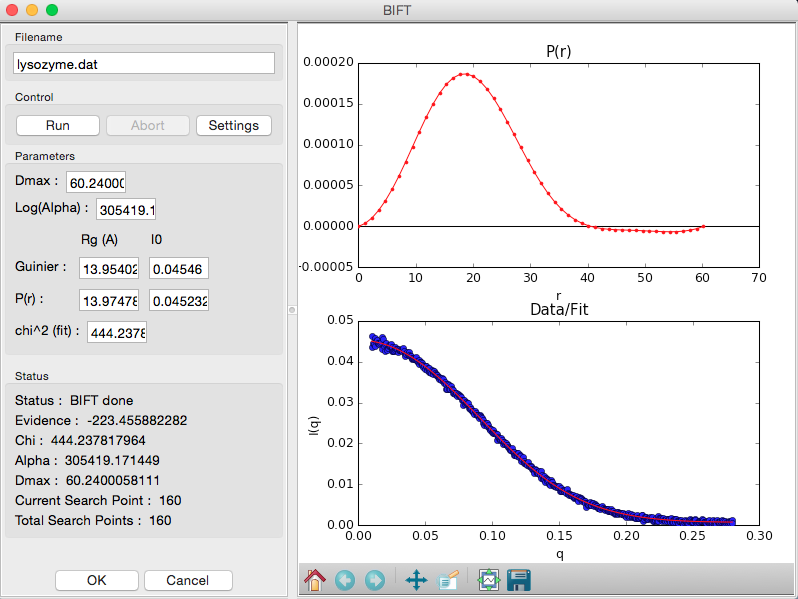 BIFT
Filename
lysozyme.dat
Control
Run Abort Settings
Parameters
Dmax : 60.2400(
Log(Alpha) : 305419.1
Rg (A) I0
Guinier : 13.95402 0.04546
P(r) : 13.97478 0.045232
chi^2 (fit) : 444.2378
Status
Status : BIFT done
Evidence : -223.455882282
Chi : 444.237817964
Alpha : 305419.171449
Dmax : 60.2400058111
Current Search Point : 160
Total Search Points : 160
OK Cancel
P(r)
0.00020
0.00015
0.00010
0.00005
0.00000
-0.00005
0 10 20 30 40 50 60 70
r
Data/Fit
0.05
0.04
0.03
0.02
0.01
0.00
I(q)
0.00 0.05 0.10 0.15 0.20 0.25 0.30
q